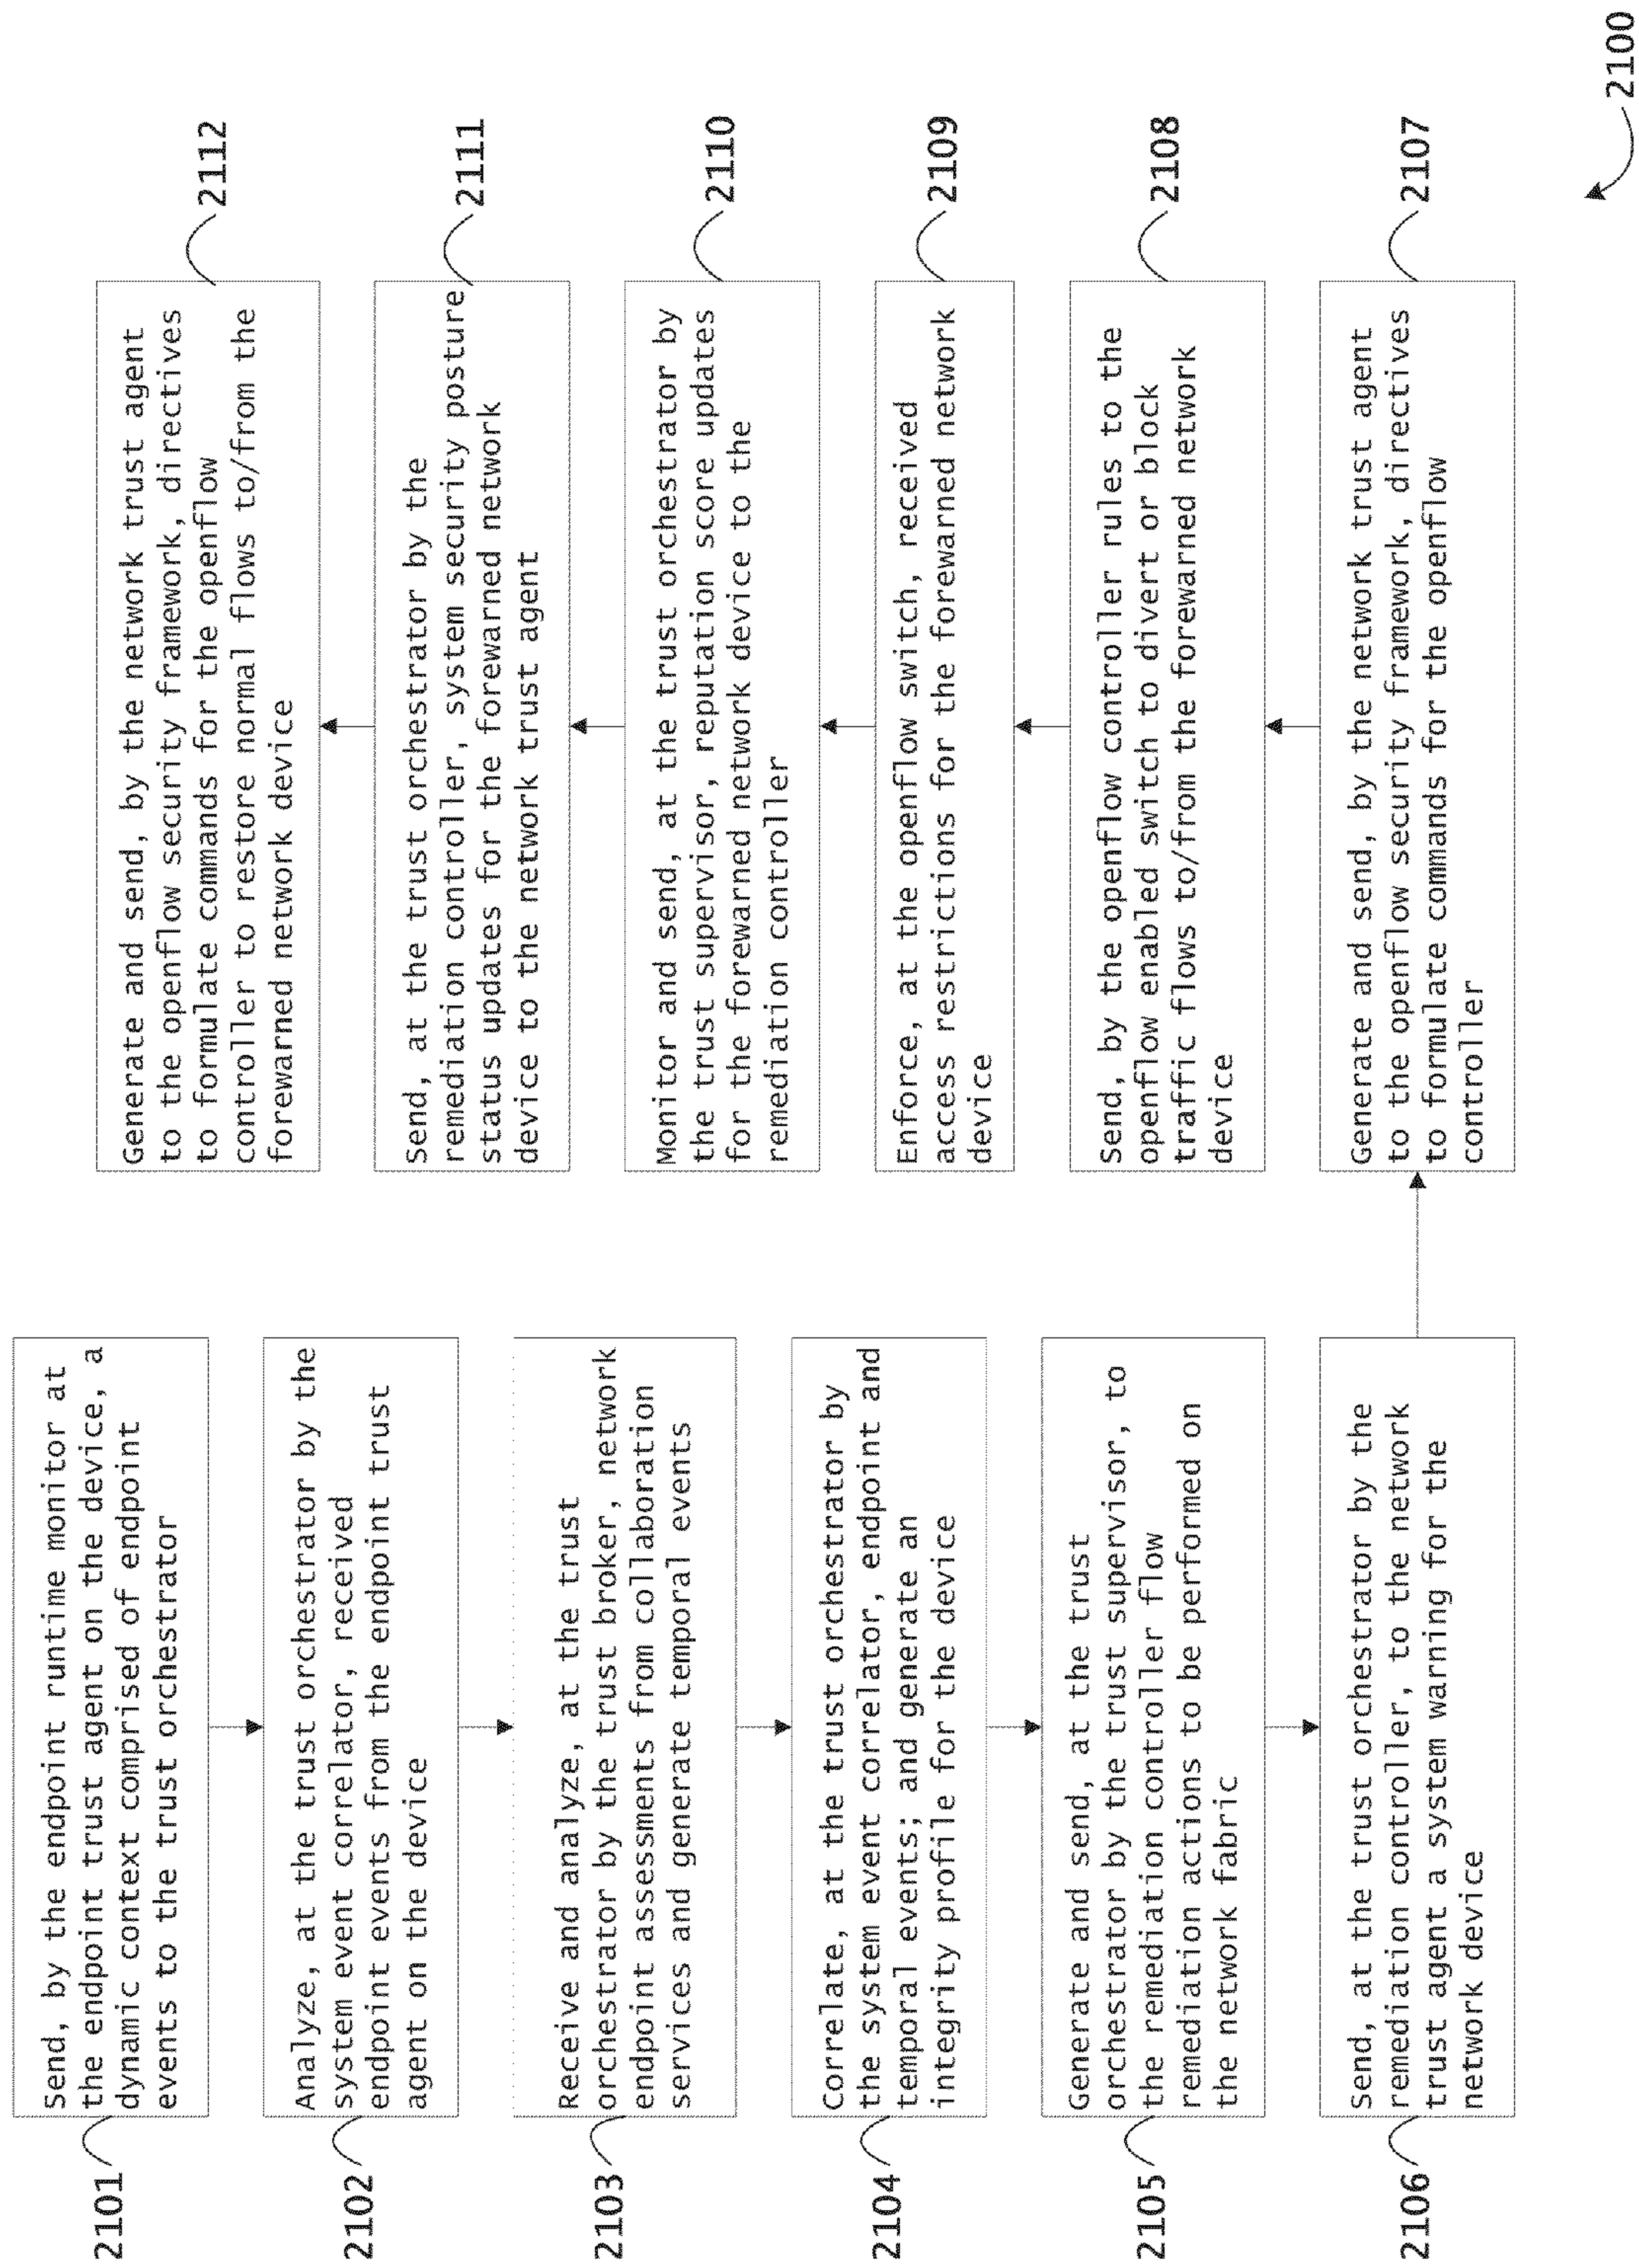 2101
Send, by the endpoint runtime monitor at
the endpoint trust agent on the device, a
dynamic context comprised of endpoint
events to the trust orchestrator
2102
Analyze, at the trust orchestrator by the
system event correlator, received
endpoint events from the endpoint trust
agent on the device
2103
Receive and analyze, at the trust
orchestrator by the trust broker, network
endpoint assessments from collaboration
services and generate temporal events
2104
Correlate, at the trust orchestrator by
the system event correlator, endpoint and
temporal events; and generate an
integrity profile for the device
2105
Generate and send, at the trust
orchestrator by the trust supervisor, to
the remediation controller flow
remediation actions to be performed on
the network fabric
2106
Send, at the trust orchestrator by the
remediation controller, to the network
trust agent a system warning for the
network device
2107
Generate and send, by the network trust agent
to the openflow security framework, directives
to formulate commands for the openflow
controller
2108
Send, by the openflow controller rules to the
openflow enabled switch to divert or block
traffic flows to/from the forewarned network
device
2109
Enforce, at the openflow switch, received
access restrictions for the forewarned network
device
2110
Monitor and send, at the trust orchestrator by
the trust supervisor, reputation score updates
for the forewarned network device to the
remediation controller
2111
Send, at the trust orchestrator by the
remediation controller, system security posture
status updates for the forewarned network
device to the network trust agent
2112
Generate and send, by the network trust agent
to the openflow security framework, directives
to formulate commands for the openflow
controller to restore normal flows to/from the
forewarned network device
2100